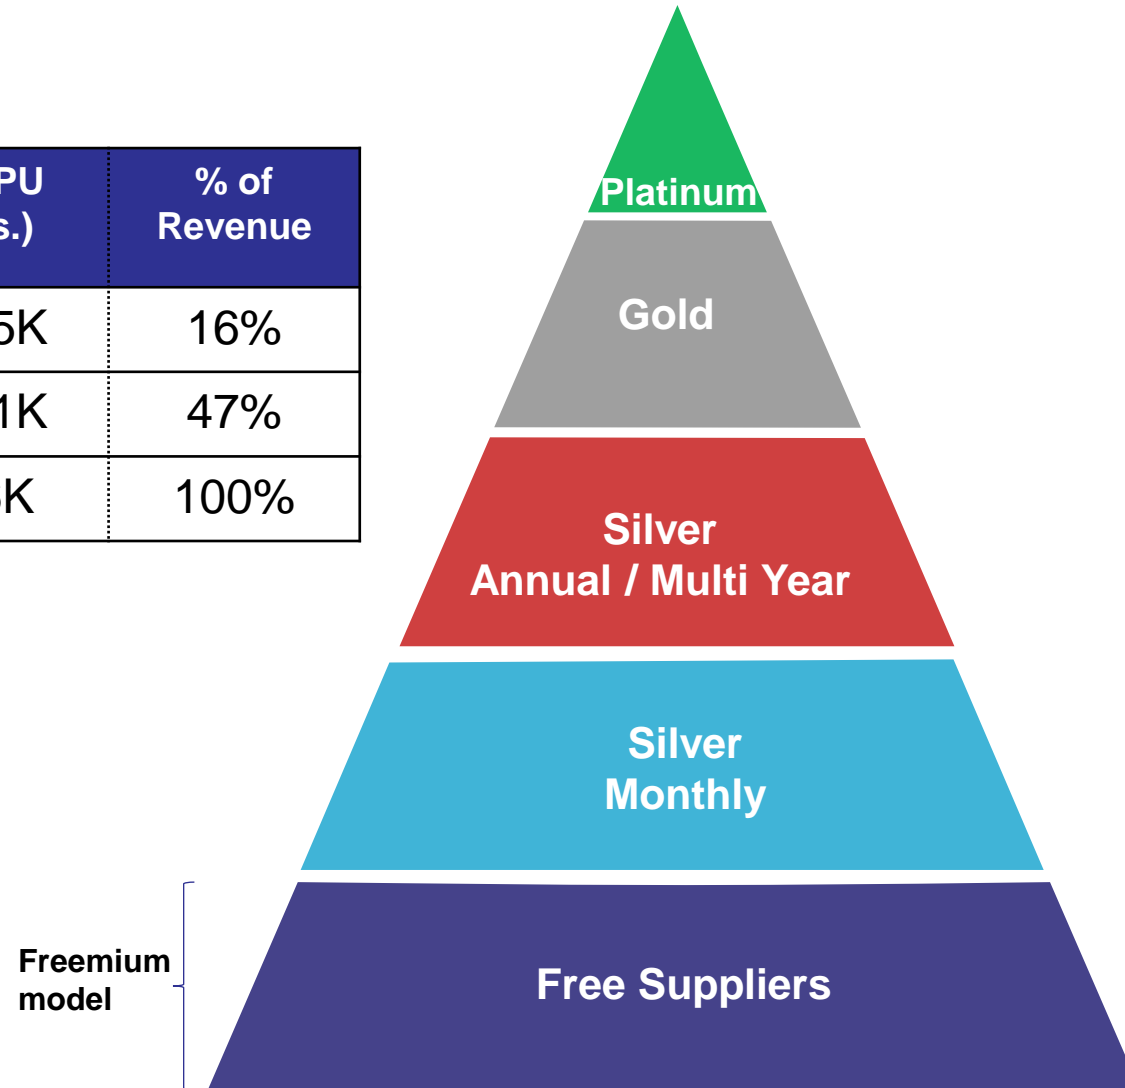 PU
s.)
% of
Revenue
5K
16%
1K
47%
K
100%
Platinum
Gold
Silver
Annual / Multi Year
Silver
Monthly
Free Suppliers
Freemium
model